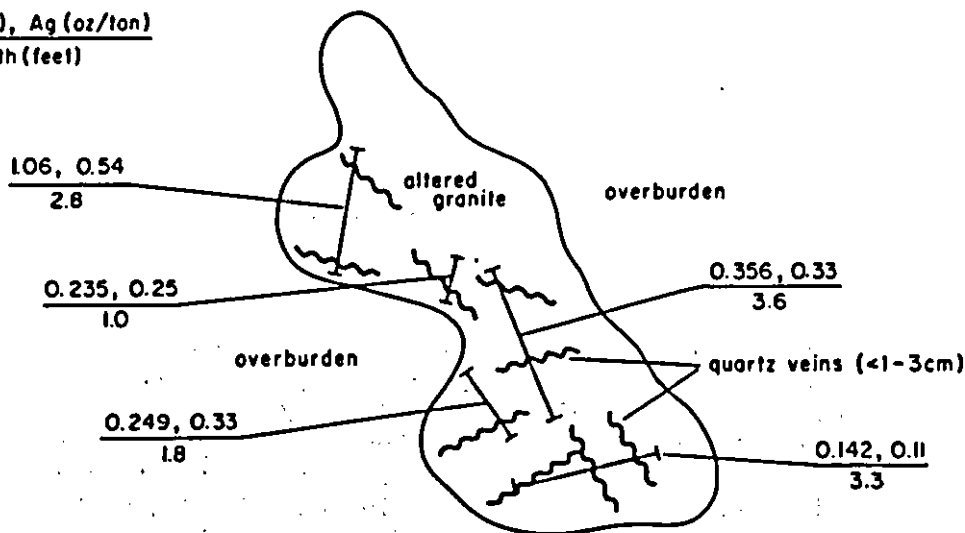 ), Ag (oz/ton)
th (feet)
1.06, 0.54
2.8
altered
granite
overburden
0.235, 0.25
1.0
0.356, 0.33
3.6
overburden
quartz veins (<1-3cm)
0.249, 0.33
1.8
0.142, 0.11
3.3